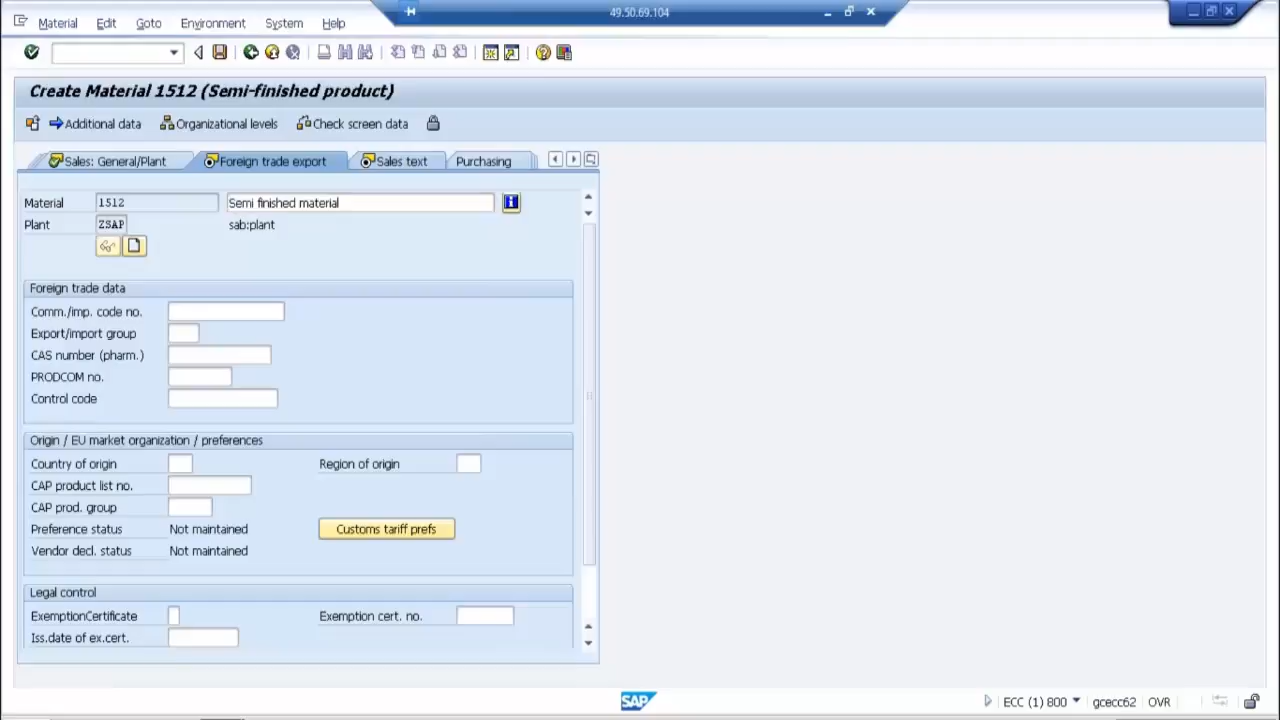 49.50.69.104
Material Edit Goto Environment System Help
Create Material 1512 (Semi-finished product)
Additional data Organizational levels Check screen data
Sales: General/Plant Foreign trade export Sales text Purchasing
Material 1512 Semi finished material
Plant ZSAP sab:plant
Foreign trade data
Comm./imp. code no.
Export/import group
CAS number (pharm.)
PRODCOM no.
Control code
Origin / EU market organization / preferences
Country of origin Region of origin
CAP product list no.
CAP prod. group
Preference status Not maintained Customs tariff prefs
Vendor decl. status Not maintained
Legal control
ExemptionCertificate Exemption cert. no.
Iss.date of ex.cert.
SAP ECC (1) 800 gcecc62 OVR